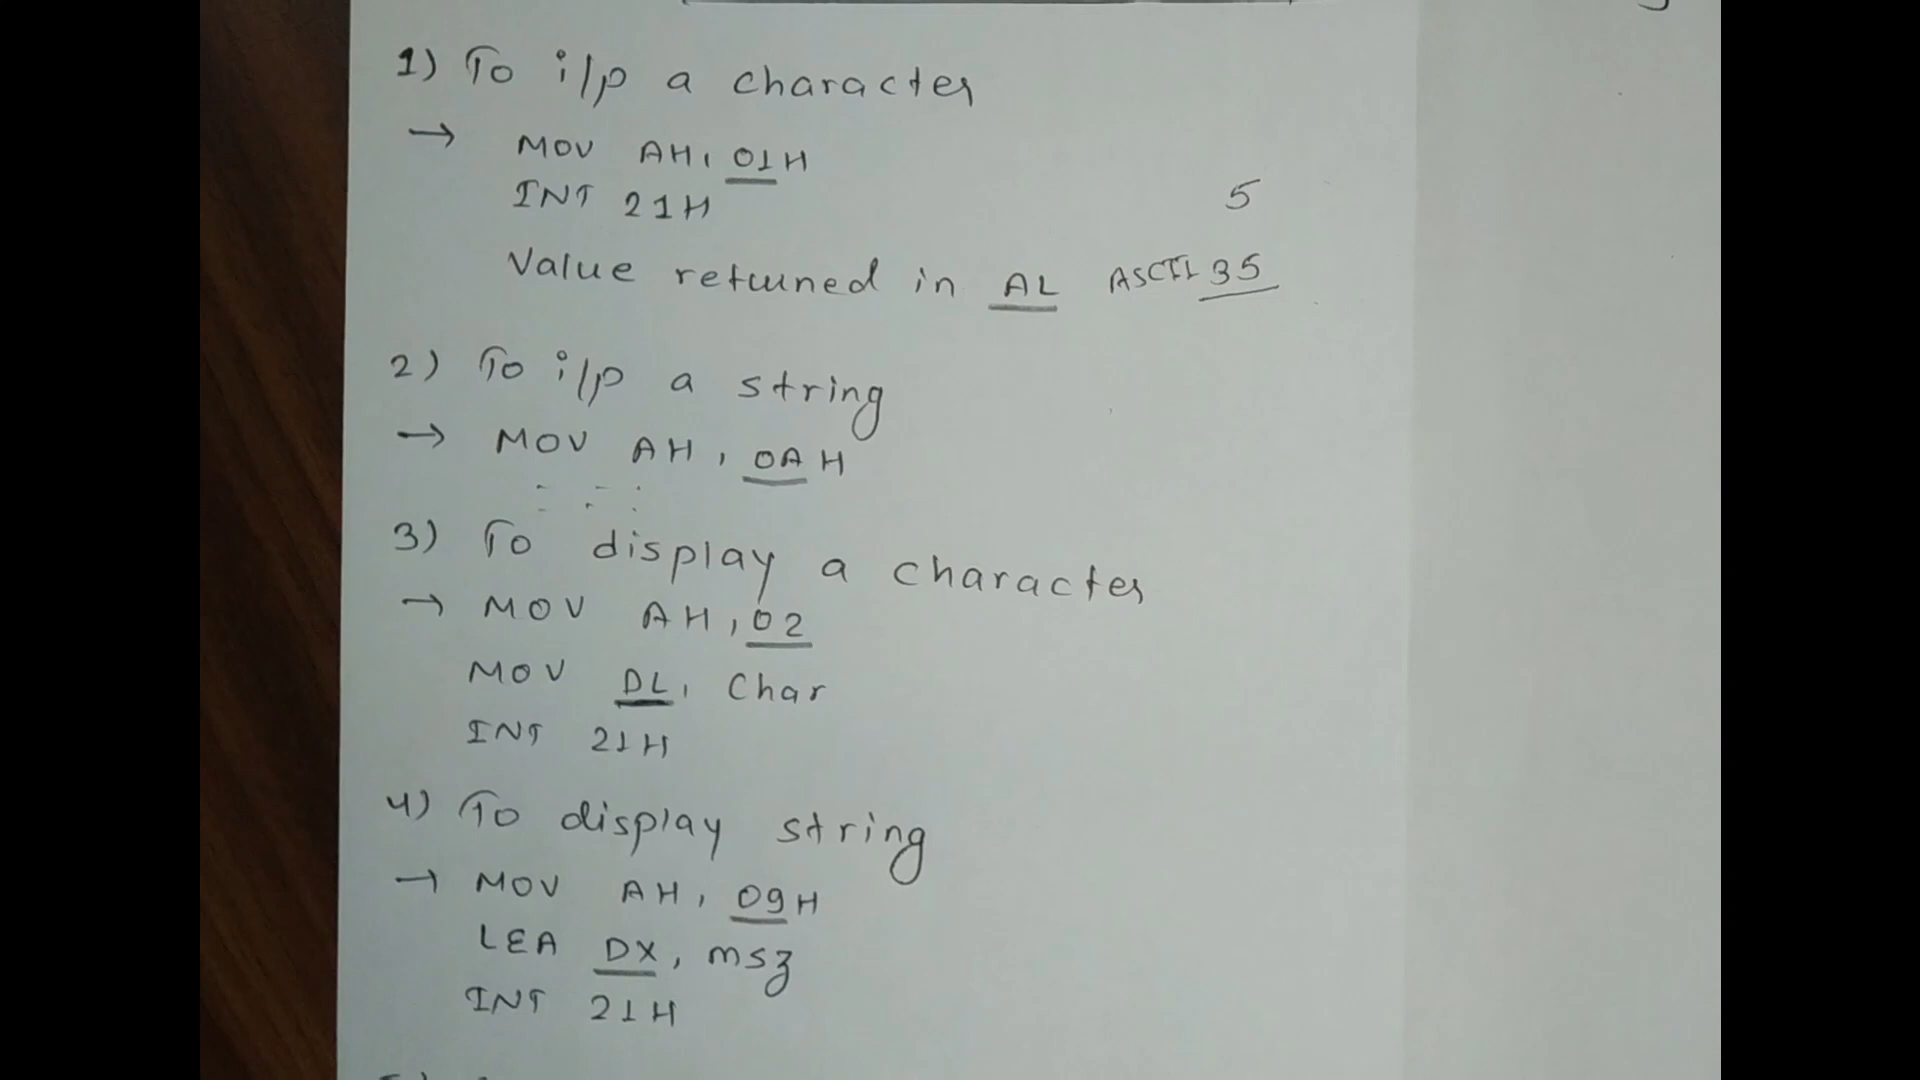 1) To i/p a character
→ MOV AH, 01H
INT 21H
5
Value returned in AL ASCII 35
2) To i/p a string
→ MOV AH, 0AH
3) To display a character
→ MOV AH, 02
MOV DL, Char
INT 21H
4) To display string
→ MOV AH, 09H
LEA DX, msg
INT 21H